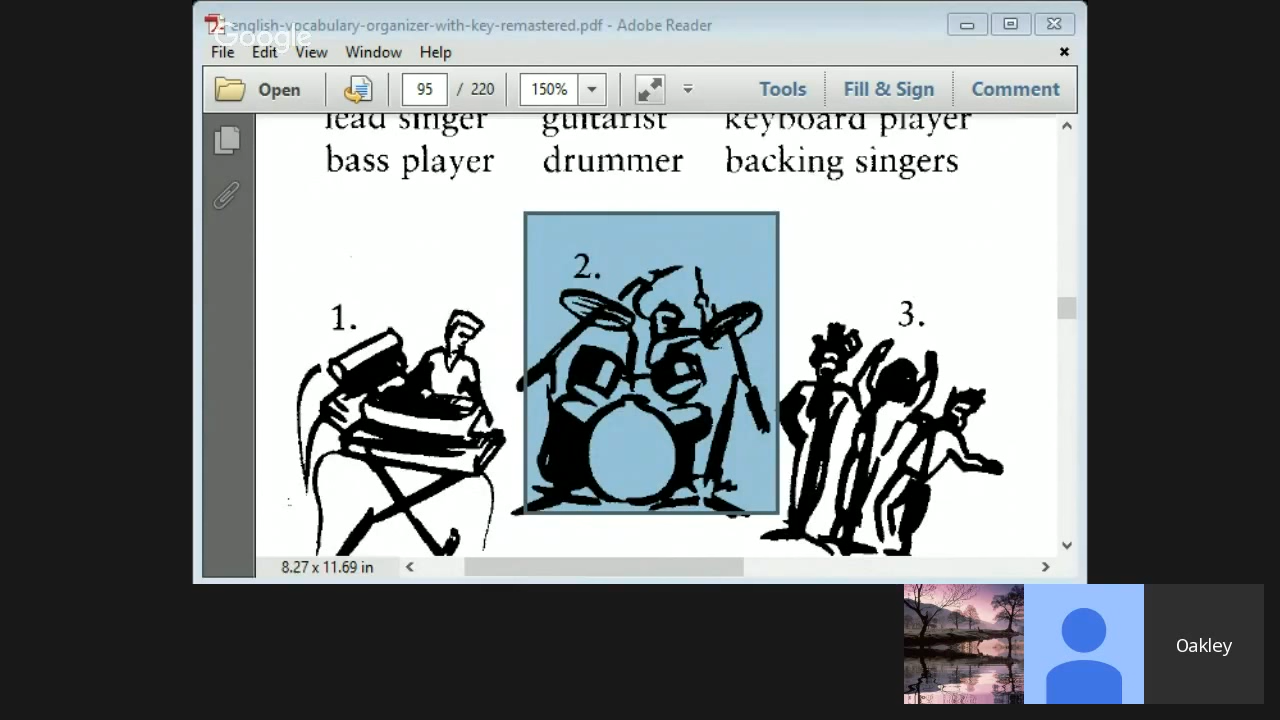 english-vocabulary-organizer-with-key-remastered.pdf - Adobe Reader
Google
File Edit View Window Help
Open 95 / 220 150% Tools Fill & Sign Comment
lead singer guitarist keyboard player
bass player drummer backing singers
2.
1. 3.
8.27 x 11.69 in
Oakley